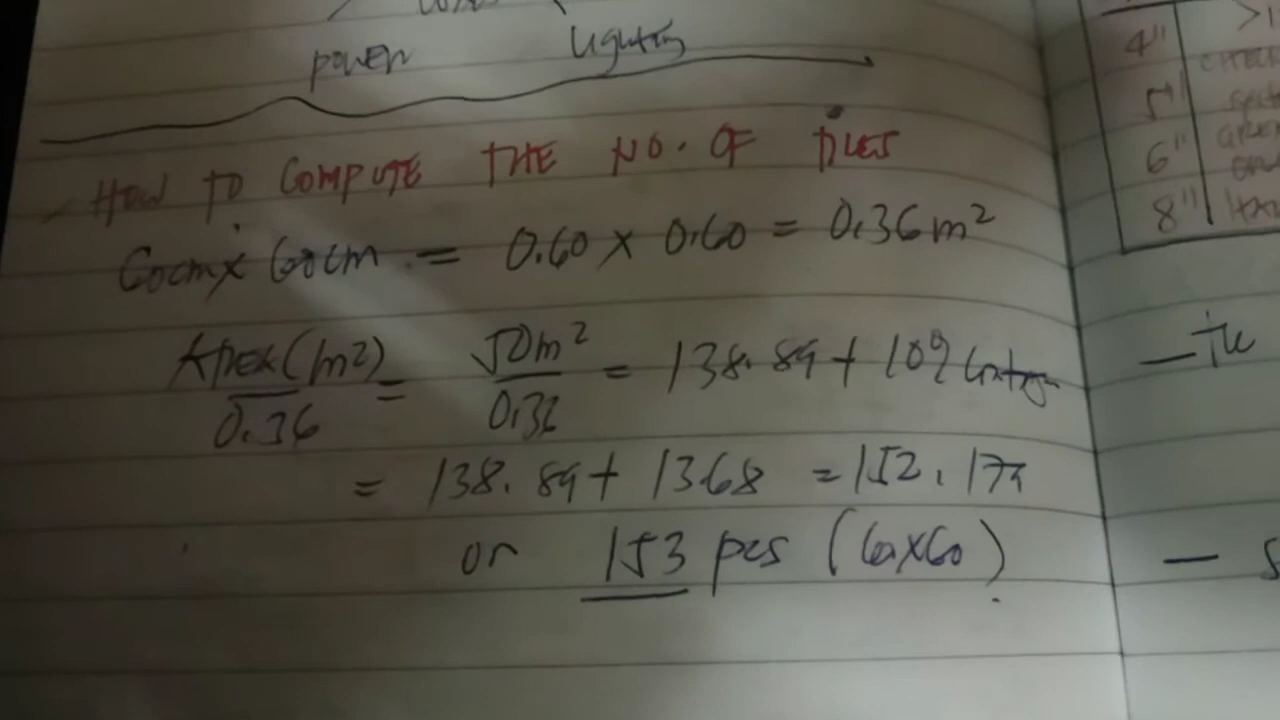 power lighting
HOW TO COMPUTE THE NO. OF TILES
60cm x 60cm = 0.60 x 0.60 = 0.36m²
Area (m²) / 0.36 = 50m² / 0.36 = 138.89 + 10%
= 138.89 + 13.68 = 152.17
or 153 pcs (60x60)
4"
5"
6"
8"